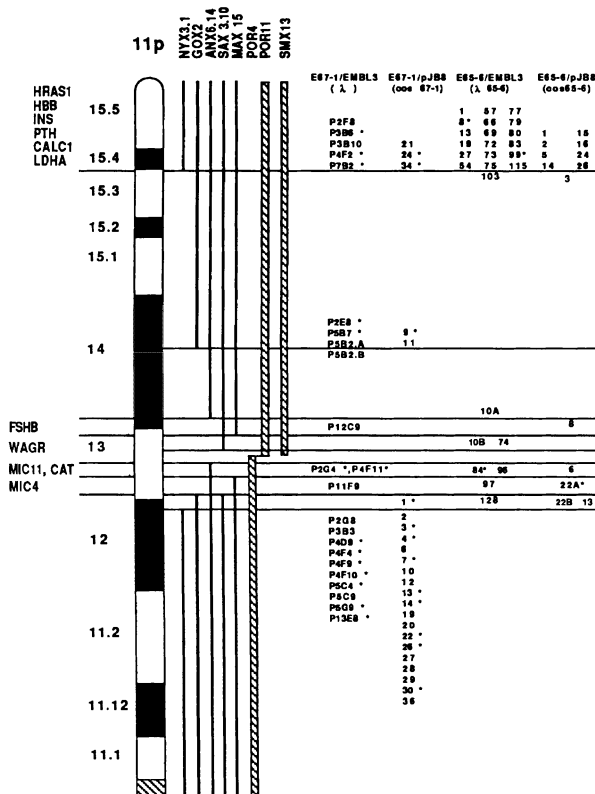 11p
NYX3.1
GOX2
ANX6.14
SAX 3.10
MAX 15
POR4
POR11
SMX13
E67-1/EMBL3 E67-1/pJB8 E65-6/EMBL3 E65-6/pJB8
( λ ) (cos 67-1) (λ 65-6) (cos65-6)
HRAS1
HBB
INS
PTH
CALC1
LDHA
15.5
15.4
15.3
15.2
15.1
14
FSHB
13
WAGR
MIC11, CAT
MIC4
12
11.2
11.12
11.1
1 57 77
P2F8 8* 66 79
P3B6 * 13 69 80 1 15
P3B10 21 18 72 83 2 16
P4F2 * 24 * 27 73 99* 5 24
P7B2 * 34 * 54 75 115 14 26
103 3
P2E8 *
P5B7 * 9 *
P5B2.A 11
P5B2.B
10A
P12C9 8
10B 74
P2G4 *,P4F11* 84* 96 6
P11F9 97 22A*
1 * 128 22B 13
P2G8 2
P3B3 3 *
P4D8 * 4 *
P4F4 * 6
P4F9 * 7 *
P4F10 * 10
P5C4 * 12
P5C9 13 *
P5G9 * 14 *
P13E8 * 19
20
22 *
26 *
27
28
29
30 *
36